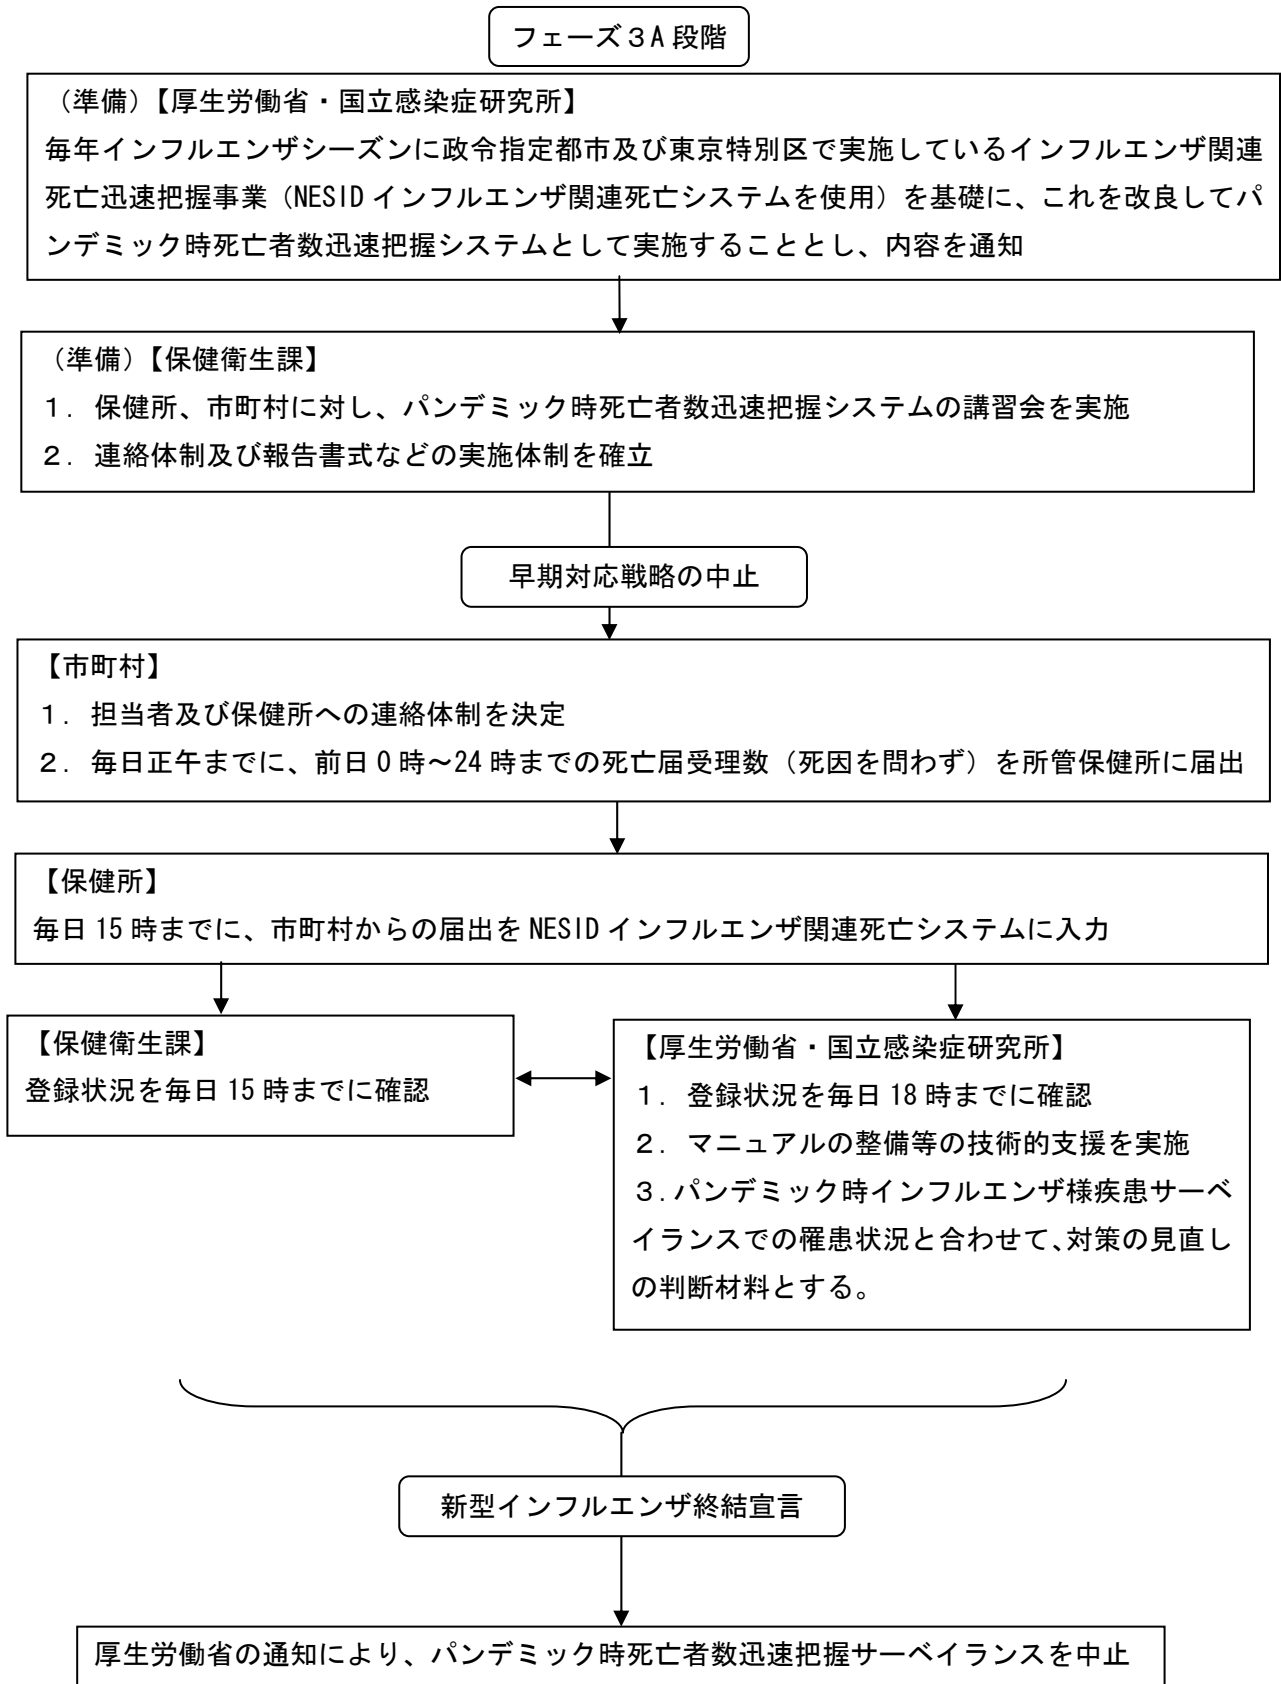 フェーズ３A段階
（準備）【厚生労働省・国立感染症研究所】
毎年インフルエンザシーズンに政令指定都市及び東京特別区で実施しているインフルエンザ関連
死亡迅速把握事業（NESIDインフルエンザ関連死亡システムを使用）を基礎に、これを改良してパ
ンデミック時死亡者数迅速把握システムとして実施することとし、内容を通知
（準備）【保健衛生課】
１．保健所、市町村に対し、パンデミック時死亡者数迅速把握システムの講習会を実施
２．連絡体制及び報告書式などの実施体制を確立
早期対応戦略の中止
【市町村】
１．担当者及び保健所への連絡体制を決定
２．毎日正午までに、前日0時～24時までの死亡届受理数（死因を問わず）を所管保健所に届出
【保健所】
毎日15時までに、市町村からの届出をNESIDインフルエンザ関連死亡システムに入力
【保健衛生課】
登録状況を毎日15時までに確認
【厚生労働省・国立感染症研究所】
１．登録状況を毎日18時までに確認
２．マニュアルの整備等の技術的支援を実施
３．パンデミック時インフルエンザ様疾患サーベ
イランスでの罹患状況と合わせて、対策の見直し
の判断材料とする。
新型インフルエンザ終結宣言
厚生労働省の通知により、パンデミック時死亡者数迅速把握サーベイランスを中止